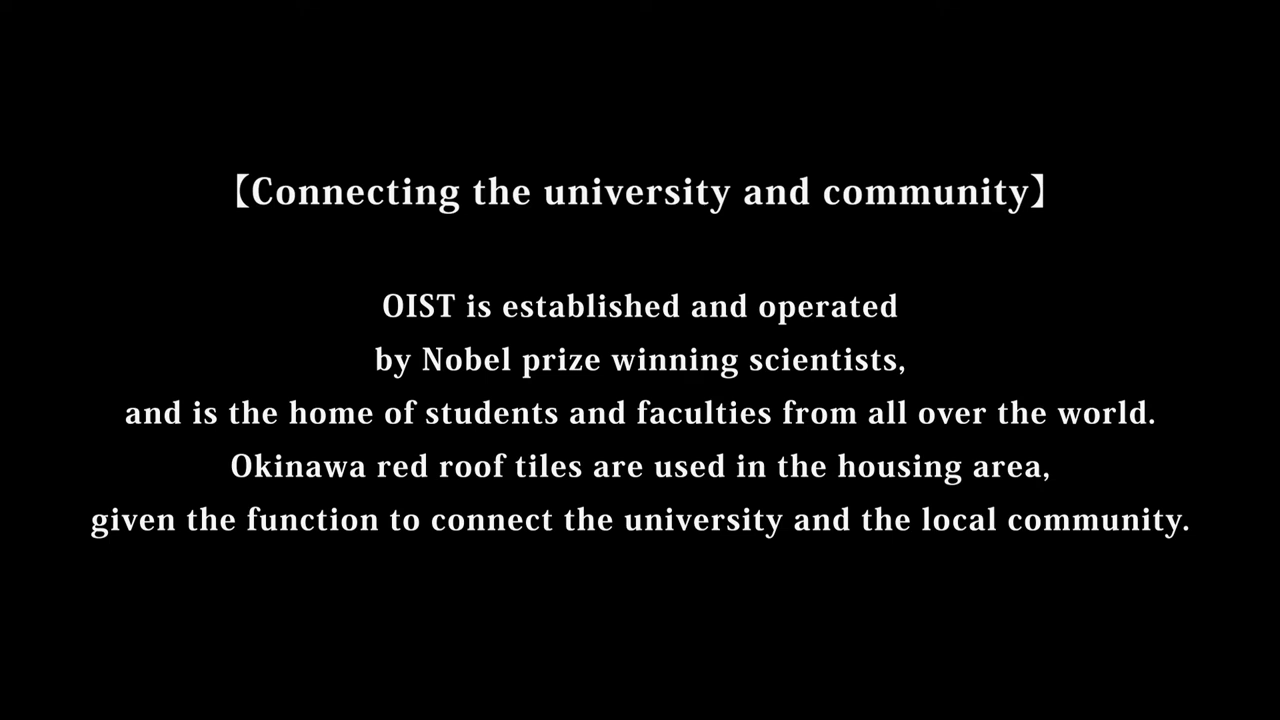 【Connecting the university and community】
OIST is established and operated
by Nobel prize winning scientists,
and is the home of students and faculties from all over the world.
Okinawa red roof tiles are used in the housing area,
given the function to connect the university and the local community.